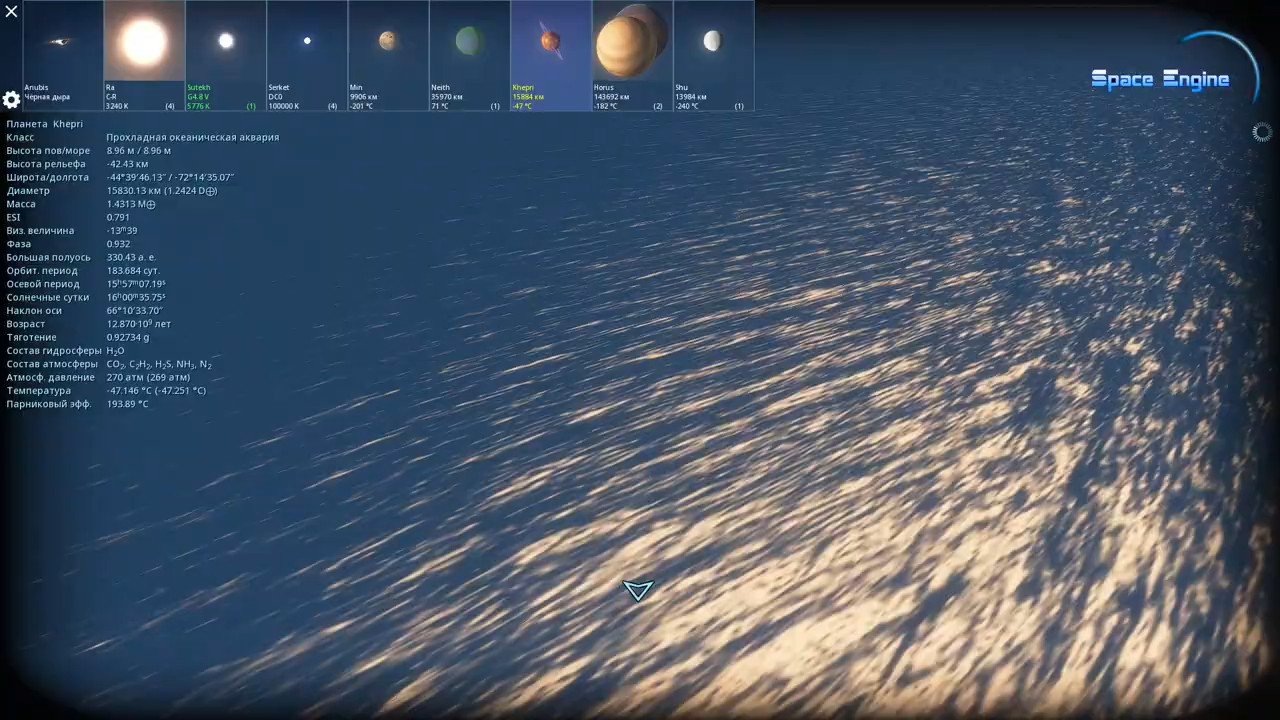 Anubis
Чёрная дыра
Ra
C-R
3240 K (4)
Sutekh
G4.8 V
5776 K (1)
Serket
DC0
100000 K (4)
Min
9906 км
-201 °C
Neith
35970 км
71 °C (1)
Khepri
15884 км
-47 °C
Horus
143692 км
-182 °C (2)
Shu
13984 км
-240 °C (1)
Space Engine
Планета Khepri
Класс Прохладная океаническая аквария
Высота пов/море 8.96 м / 8.96 м
Высота рельефа -42.43 км
Широта/долгота -44°39'46.13" / -72°14'35.07"
Диаметр 15830.13 км (1.2424 D⊕)
Масса 1.4313 M⊕
ESI 0.791
Виз. величина -13ᵐ39
Фаза 0.932
Большая полуось 330.43 а. е.
Орбит. период 183.684 сут.
Осевой период 15ʰ57ᵐ07.19ˢ
Солнечные сутки 16ʰ00ᵐ35.75ˢ
Наклон оси 66°10'33.70"
Возраст 12.870·10⁹ лет
Тяготение 0.92734 g
Состав гидросферы H₂O
Состав атмосферы CO₂, C₂H₂, H₂S, NH₃, N₂
Атмосф. давление 270 атм (269 атм)
Температура -47.146 °C (-47.251 °C)
Парниковый эфф. 193.89 °C